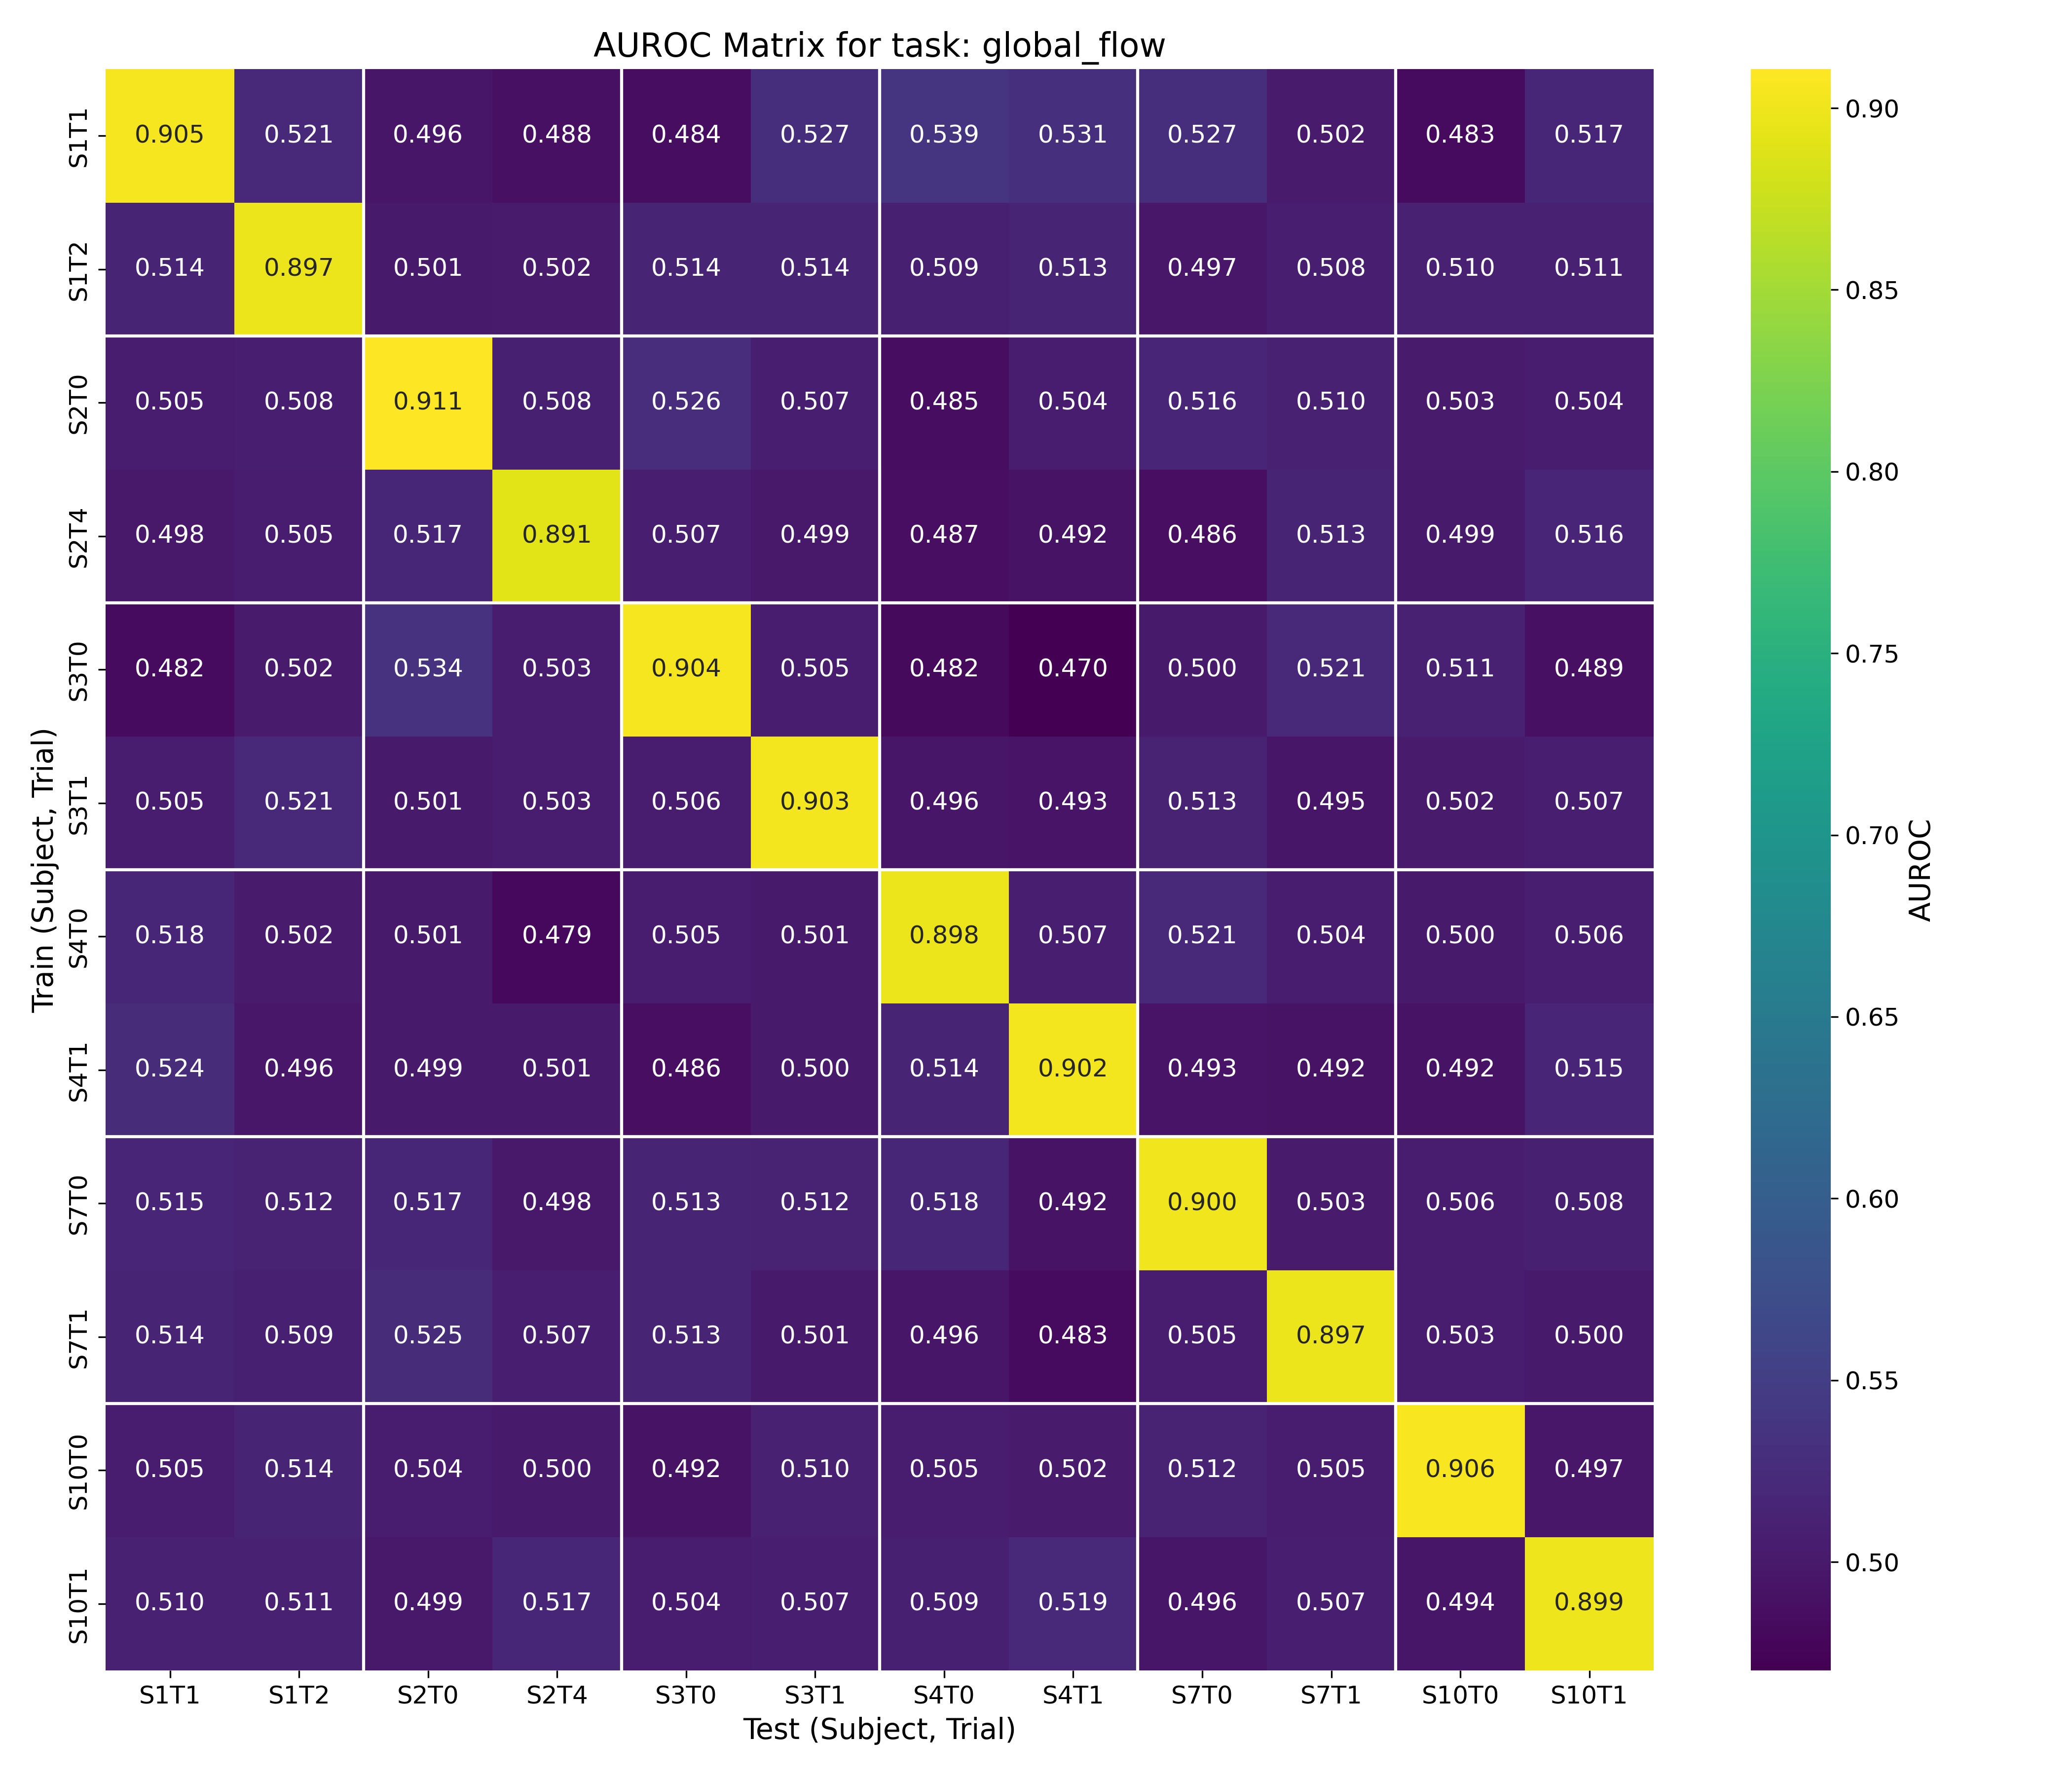 AUROC Matrix for task: global_flow
S1T1 0.905 0.521 0.496 0.488 0.484 0.527 0.539 0.531 0.527 0.502 0.483 0.517
S1T2 0.514 0.897 0.501 0.502 0.514 0.514 0.509 0.513 0.497 0.508 0.510 0.511
S2T0 0.505 0.508 0.911 0.508 0.526 0.507 0.485 0.504 0.516 0.510 0.503 0.504
S2T4 0.498 0.505 0.517 0.891 0.507 0.499 0.487 0.492 0.486 0.513 0.499 0.516
S3T0 0.482 0.502 0.534 0.503 0.904 0.505 0.482 0.470 0.500 0.521 0.511 0.489
S3T1 0.505 0.521 0.501 0.503 0.506 0.903 0.496 0.493 0.513 0.495 0.502 0.507
S4T0 0.518 0.502 0.501 0.479 0.505 0.501 0.898 0.507 0.521 0.504 0.500 0.506
S4T1 0.524 0.496 0.499 0.501 0.486 0.500 0.514 0.902 0.493 0.492 0.492 0.515
S7T0 0.515 0.512 0.517 0.498 0.513 0.512 0.518 0.492 0.900 0.503 0.506 0.508
S7T1 0.514 0.509 0.525 0.507 0.513 0.501 0.496 0.483 0.505 0.897 0.503 0.500
S10T0 0.505 0.514 0.504 0.500 0.492 0.510 0.505 0.502 0.512 0.505 0.906 0.497
S10T1 0.510 0.511 0.499 0.517 0.504 0.507 0.509 0.519 0.496 0.507 0.494 0.899
S1T1 S1T2 S2T0 S2T4 S3T0 S3T1 S4T0 S4T1 S7T0 S7T1 S10T0 S10T1
Test (Subject, Trial)
Train (Subject, Trial)
0.90
0.85
0.80
0.75
0.70
0.65
0.60
0.55
0.50
AUROC